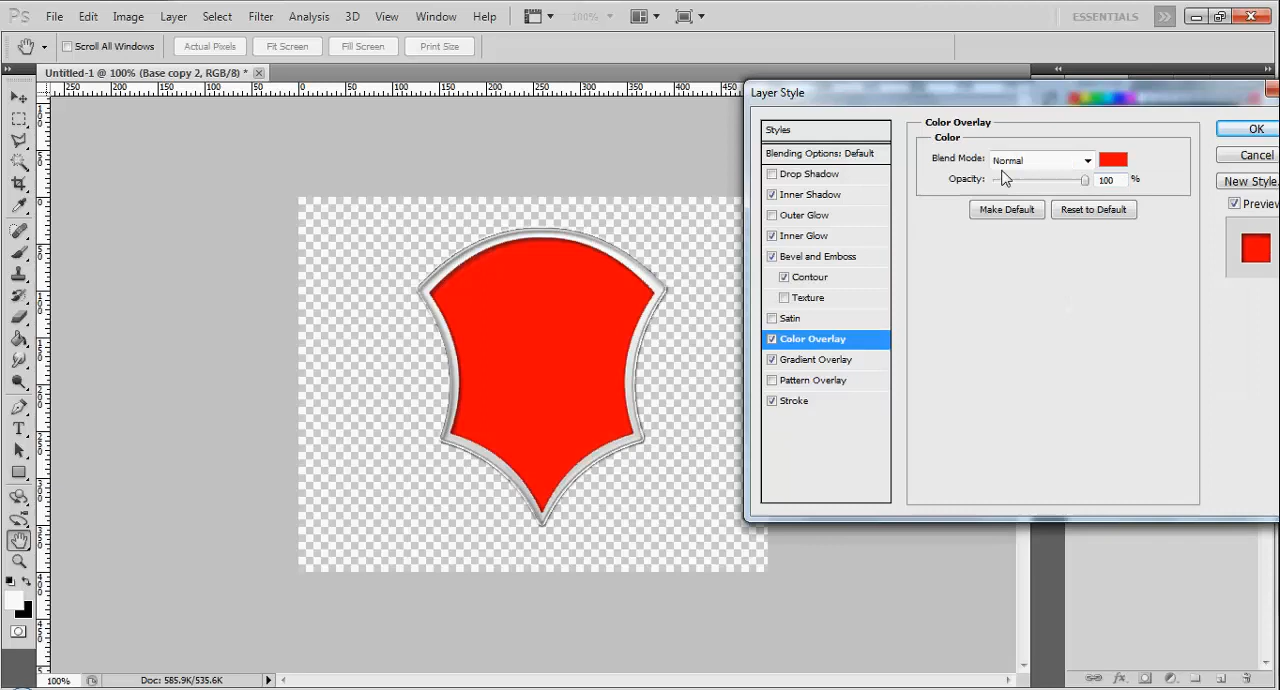 Ps File Edit Image Layer Select Filter Analysis 3D View Window Help 100% ESSENTIALS
Scroll All Windows Actual Pixels Fit Screen Fill Screen Print Size
Untitled-1 @ 100% (Base copy 2, RGB/8) *
250 200 150 100 50 0 50 100 150 200 250 300 350 400 450
Layer Style
Styles
Blending Options: Default
Drop Shadow
Inner Shadow
Outer Glow
Inner Glow
Bevel and Emboss
Contour
Texture
Satin
Color Overlay
Gradient Overlay
Pattern Overlay
Stroke
Color Overlay
Color
Blend Mode: Normal
Opacity: 100 %
Make Default Reset to Default
OK
Cancel
New Style
Preview
100% Doc: 585.9K/535.6K